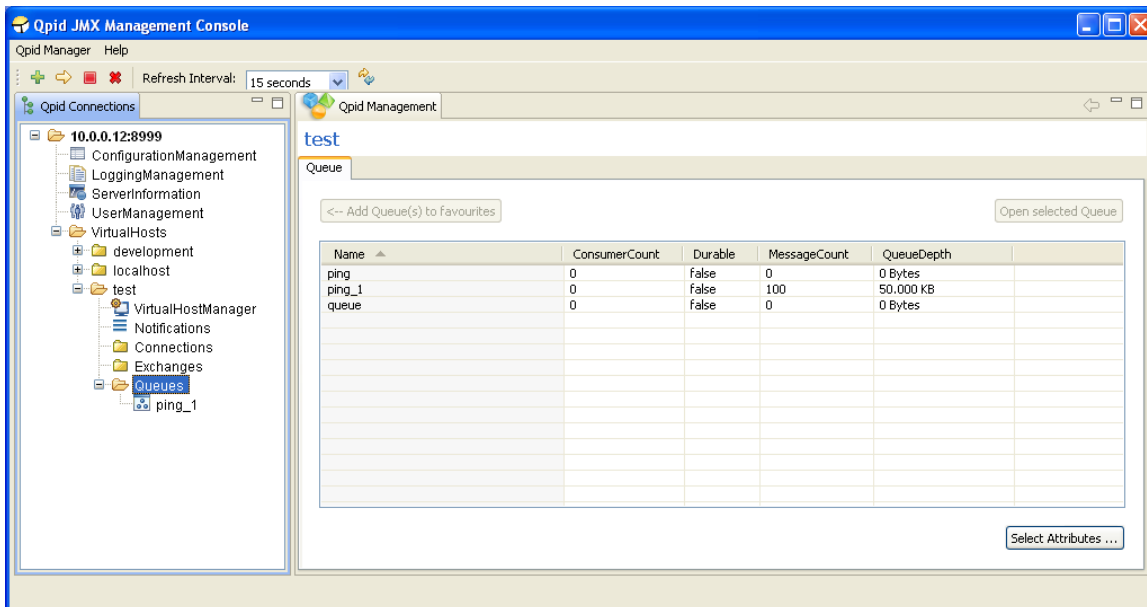 Qpid JMX Management Console
Qpid Manager Help
Refresh Interval: 15 seconds
Qpid Connections
10.0.0.12:8999
ConfigurationManagement
LoggingManagement
ServerInformation
UserManagement
VirtualHosts
development
localhost
test
VirtualHostManager
Notifications
Connections
Exchanges
Queues
ping_1
Qpid Management
test
Queue
<-- Add Queue(s) to favourites Open selected Queue
Name ConsumerCount Durable MessageCount QueueDepth
ping 0 false 0 0 Bytes
ping_1 0 false 100 50.000 KB
queue 0 false 0 0 Bytes
Select Attributes ...